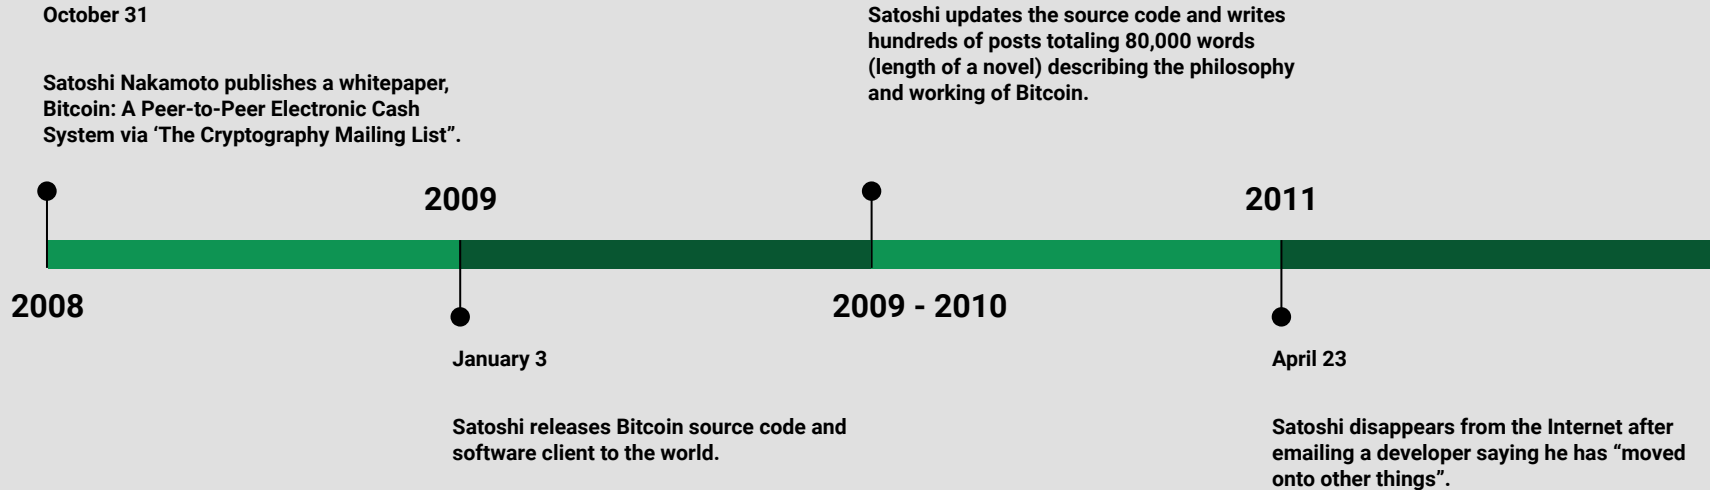 October 31
Satoshi Nakamoto publishes a whitepaper,
Bitcoin: A Peer-to-Peer Electronic Cash
System via ‘The Cryptography Mailing List”.
2008
2009
January 3
Satoshi releases Bitcoin source code and
software client to the world.
Satoshi updates the source code and writes
hundreds of posts totaling 80,000 words
(length of a novel) describing the philosophy
and working of Bitcoin.
2009 - 2010
2011
April 23
Satoshi disappears from the Internet after
emailing a developer saying he has “moved
onto other things”.